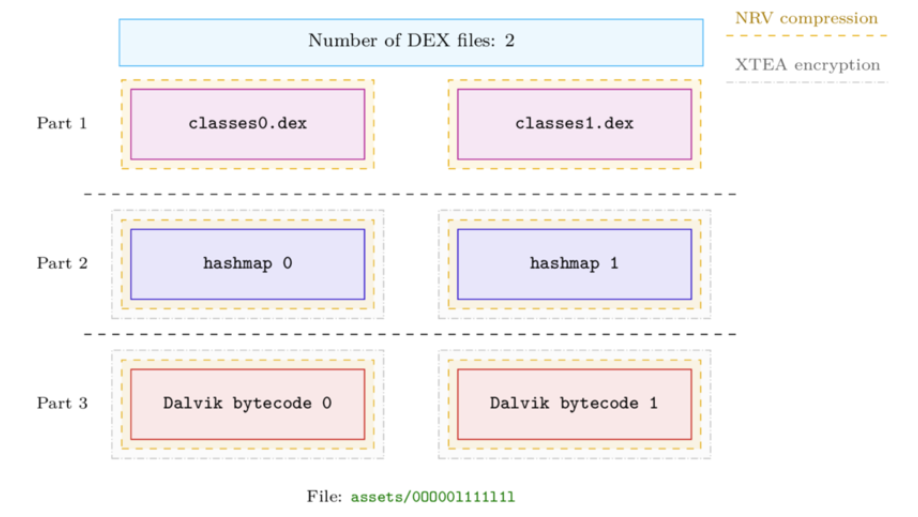 Number of DEX files: 2
NRV compression
XTEA encryption
Part 1
classes0.dex
classes1.dex
Part 2
hashmap 0
hashmap 1
Part 3
Dalvik bytecode 0
Dalvik bytecode 1
File: assets/0OO00l111l1l